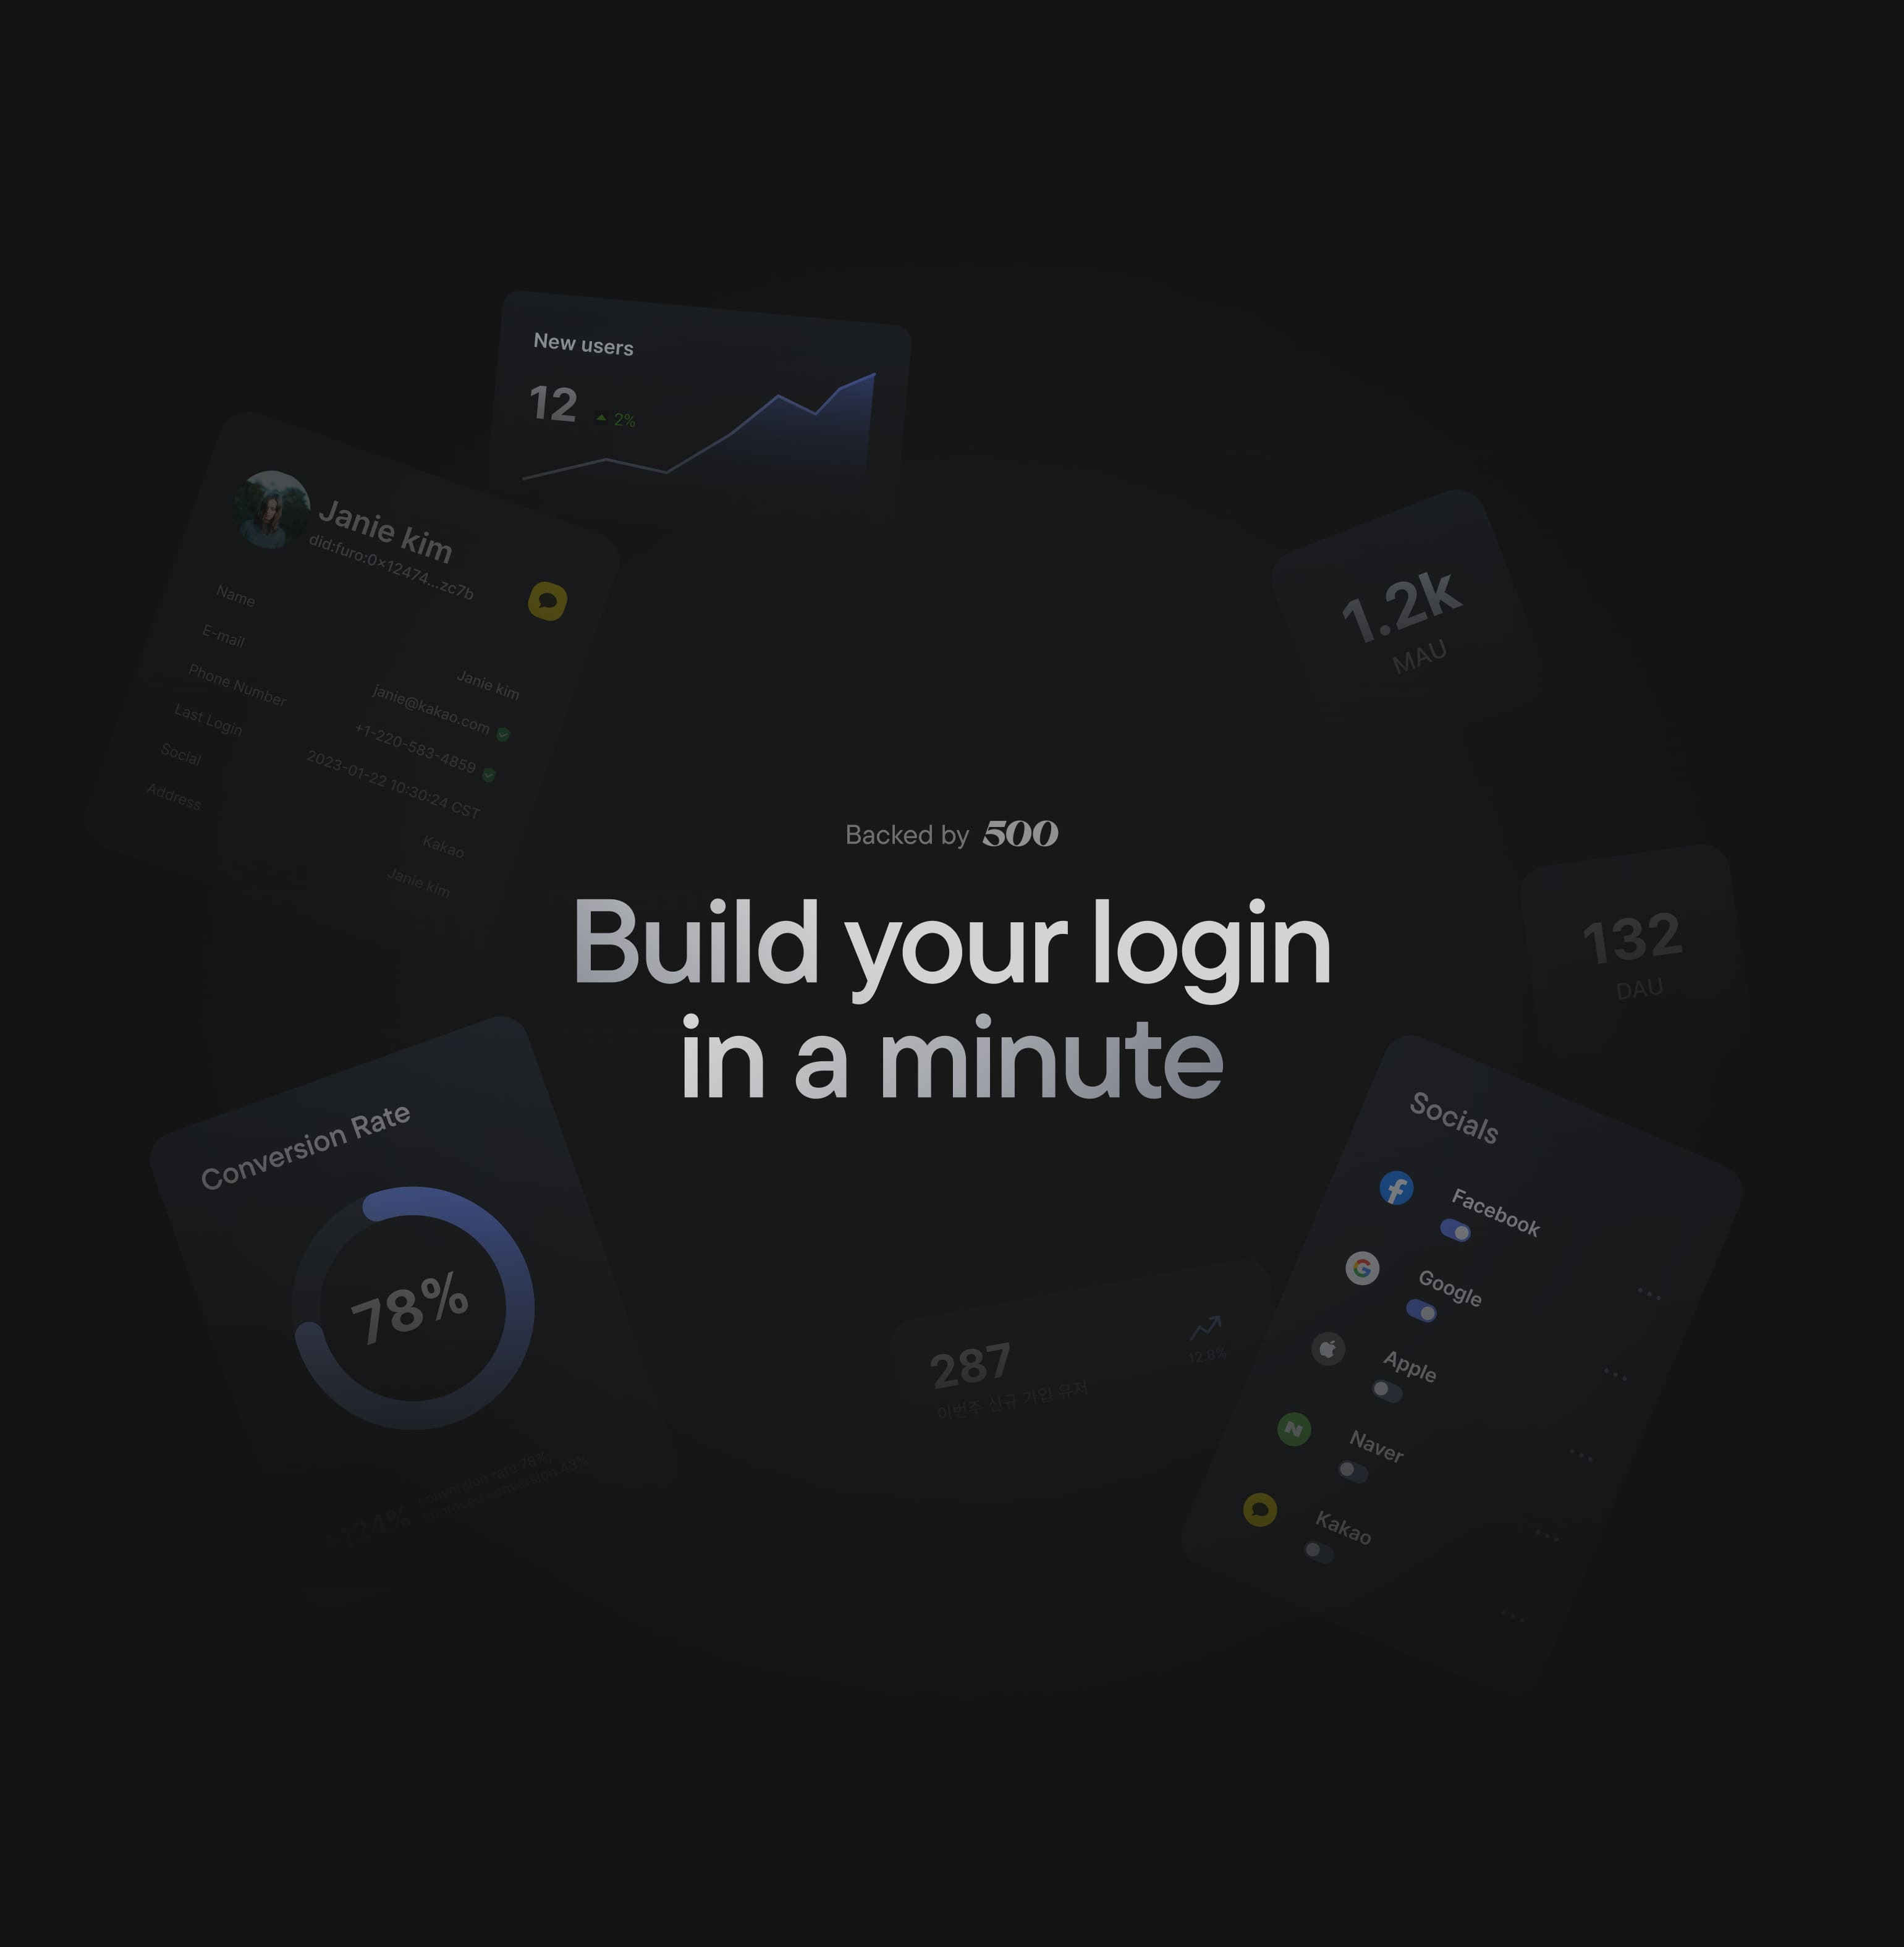 New users
12
2%
Janie kim
did:furo:0x12474...zc7b
Name
Janie kim
E-mail
janie@kakao.com
Phone Number
+1-220-583-4859
Last Login
2023-01-22 10:30:24 CST
Social
Kakao
Address
Janie kim
1.2k
MAU
Backed by 500
Build your login
in a minute
132
DAU
Conversion Rate
78%
287
이번주 신규 가입 유저
12.8%
Socials
Facebook
Google
Apple
Naver
Kakao